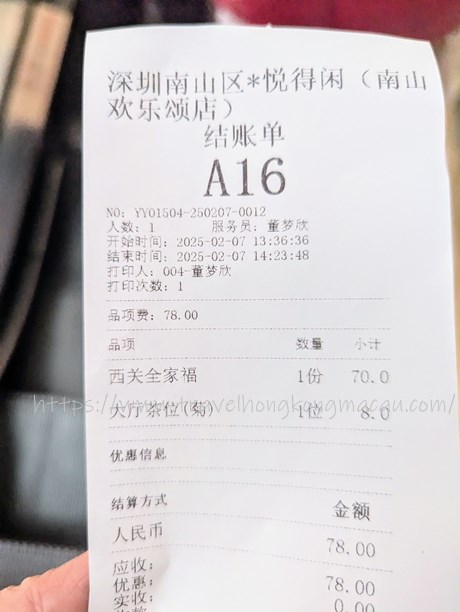 深圳南山区*悦得闲（南山
欢乐颂店）
结账单
A16
NO: YY01504-250207-0012
人数: 1 服务员: 董梦欣
开始时间: 2025-02-07 13:36:36
结束时间: 2025-02-07 14:23:48
打印人: 004-董梦欣
打印次数: 1
品项费: 78.00
品项 数量 小计
西关全家福 1份 70.0
https://www.travelhongkongmacau.com/
大厅茶位(菊) 1位 8.0
优惠信息
结算方式 金额
人民币 78.00
应收: 78.00
优惠: 0.00
实收: